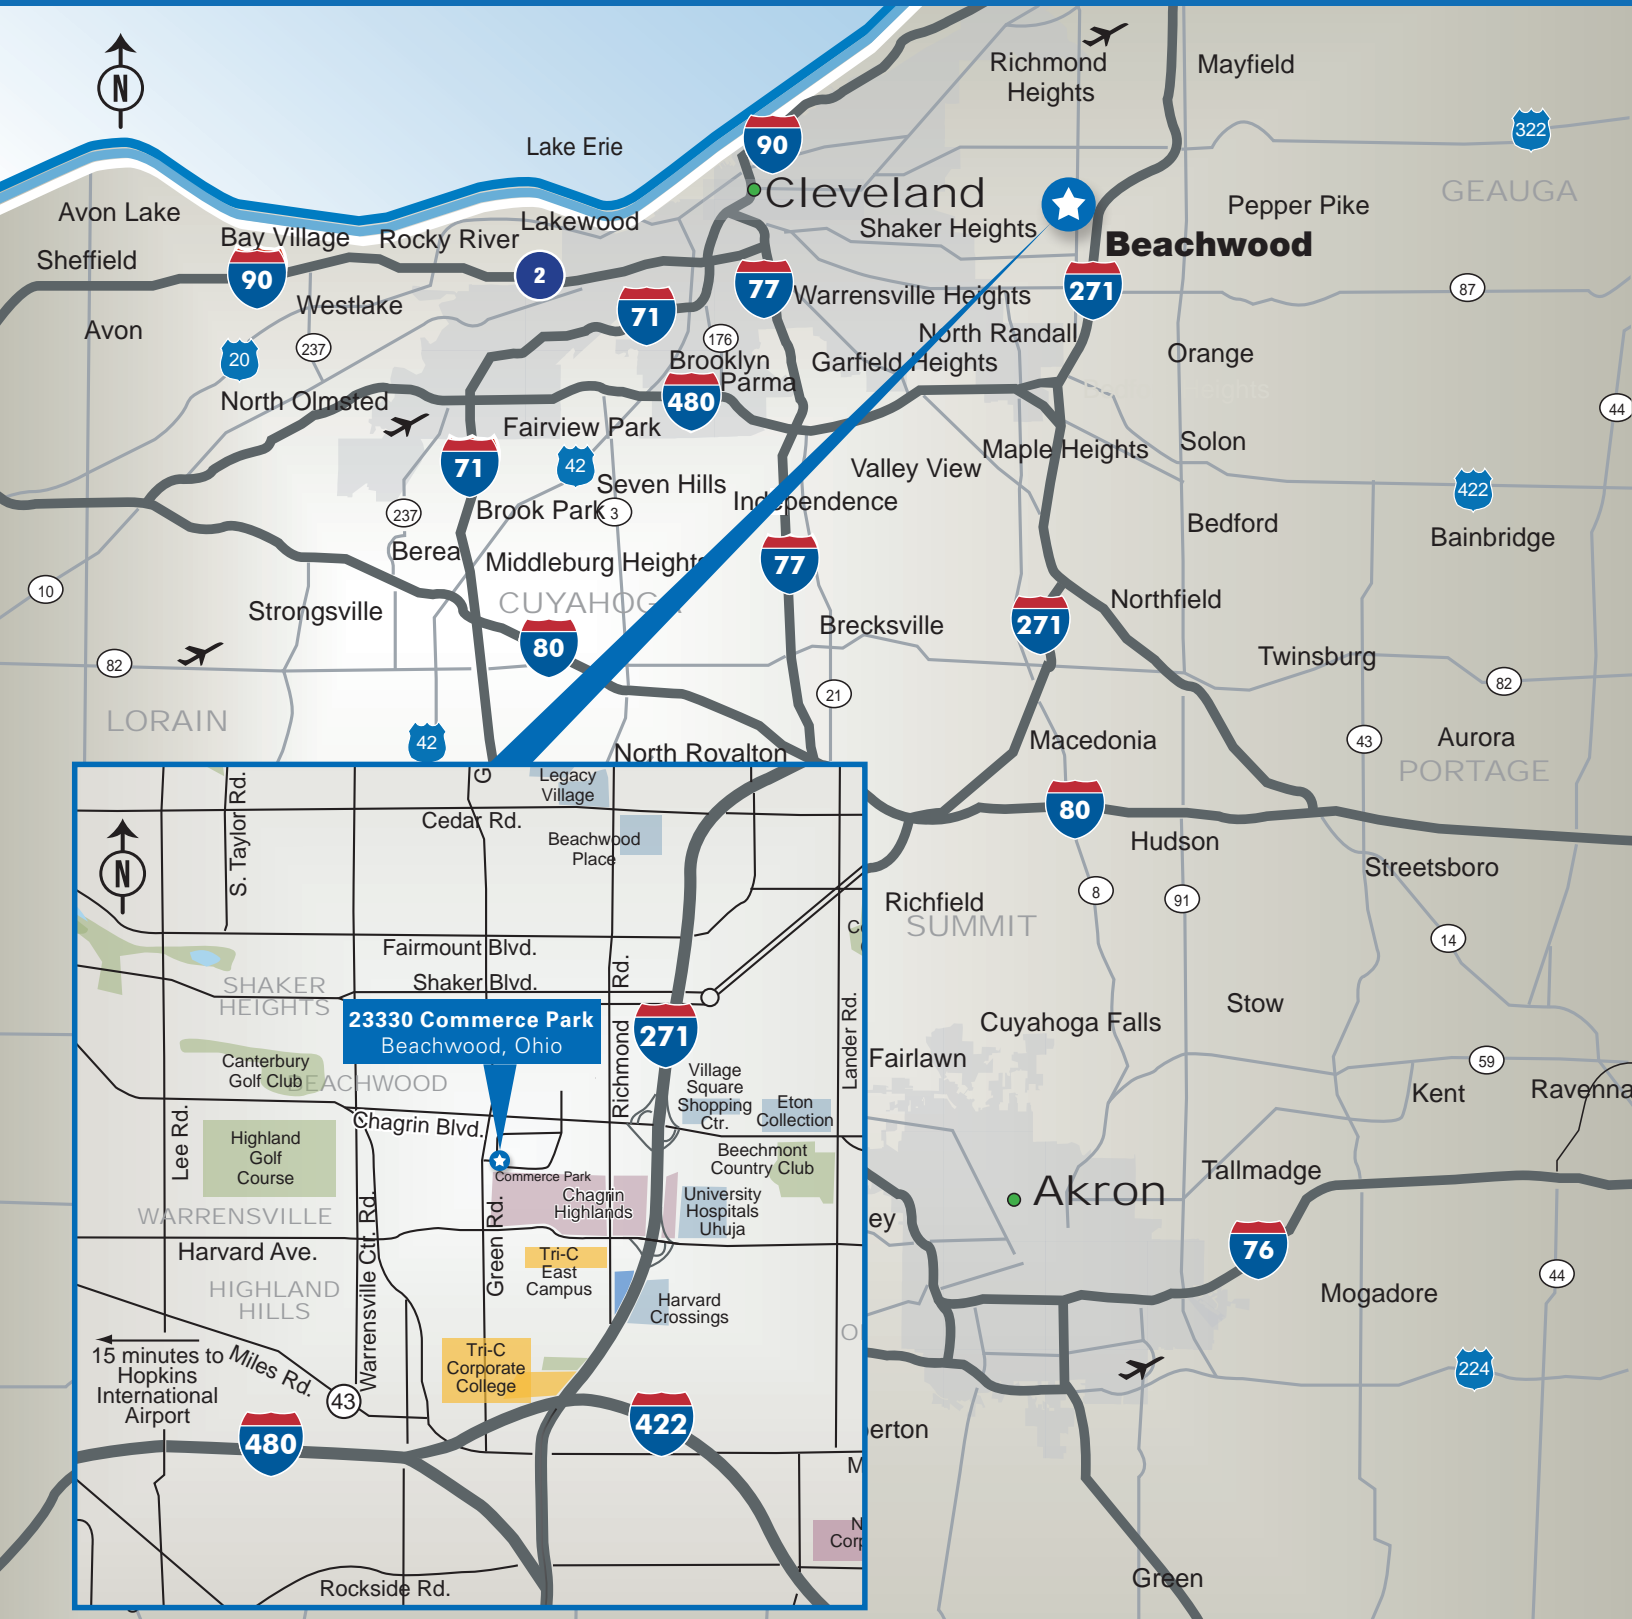 N
Lake Erie
Richmond
Heights
Mayfield
322
GEAUGA
90
Cleveland
Shaker Heights
Pepper Pike
Beachwood
Avon Lake
Bay Village
Rocky River
Lakewood
Sheffield
90
2
77
Warrensville Heights
271
87
Westlake
71
Avon
20
237
176
North Randall
Brooklyn
Parma
Garfield Heights
Orange
North Olmsted
480
44
Fairview Park
71
42
Seven Hills
Valley View
Maple Heights
Solon
237
Brook Park
3
Independence
422
Bedford
Bainbridge
Berea
Middleburg Heights
77
10
Strongsville
CUYAHOGA
Northfield
80
Brecksville
271
82
Twinsburg
82
LORAIN
21
42
North Royalton
Macedonia
43
Aurora
PORTAGE
80
Hudson
Streetsboro
8
91
Richfield
SUMMIT
14
Stow
Cuyahoga Falls
Fairlawn
59
Kent
Ravenna
Tallmadge
Akron
ey
76
44
Mogadore
224
erton
Green
N
S. Taylor Rd.
G
Legacy
Village
Cedar Rd.
Beachwood
Place
Fairmount Blvd.
Shaker Blvd.
SHAKER
HEIGHTS
23330 Commerce Park
Beachwood, Ohio
Richmond Rd.
271
Lander Rd.
Canterbury
Golf Club
BEACHWOOD
Village
Square
Shopping
Ctr.
Eton
Collection
Chagrin Blvd.
Lee Rd.
Highland
Golf
Course
Beechmont
Country Club
Commerce Park
Chagrin
Highlands
University
Hospitals
Uhuja
WARRENSVILLE
Harvard Ave.
Warrensville Ctr. Rd.
Green Rd.
Tri-C
East
Campus
HIGHLAND
HILLS
Harvard
Crossings
15 minutes to
Hopkins
International
Airport
Miles Rd.
43
Tri-C
Corporate
College
480
422
M
N
Corp
Rockside Rd.